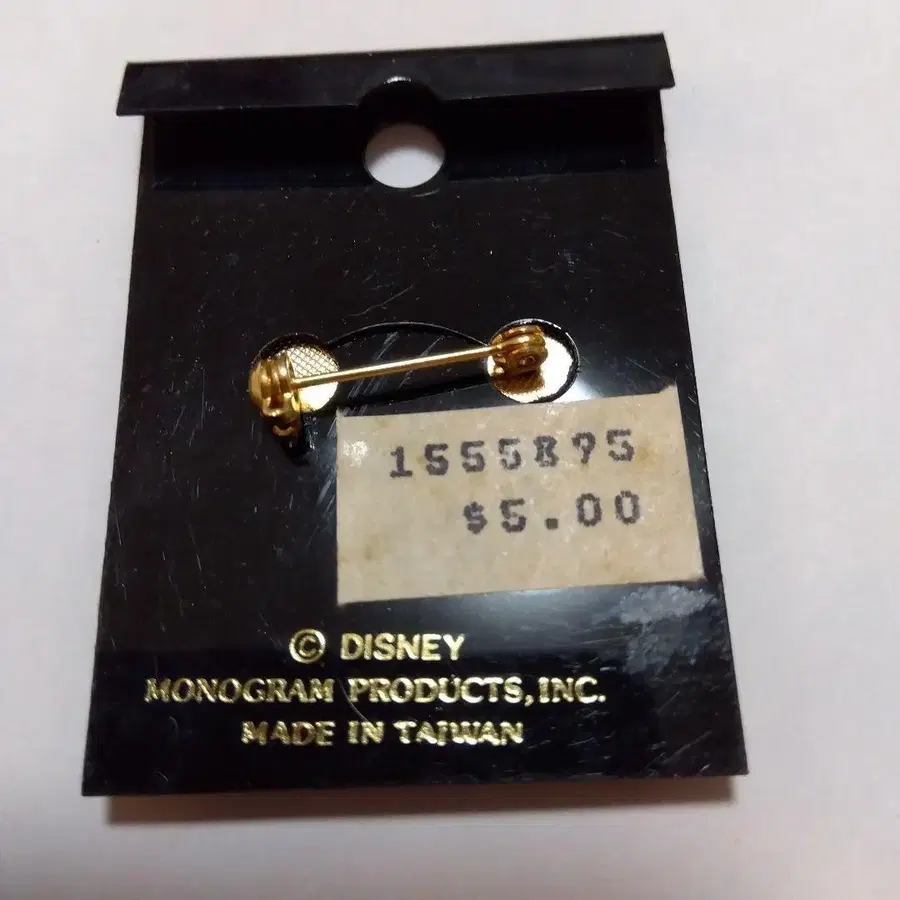 1555895
$5.00
© DISNEY
MONOGRAM PRODUCTS, INC.
MADE IN TAIWAN